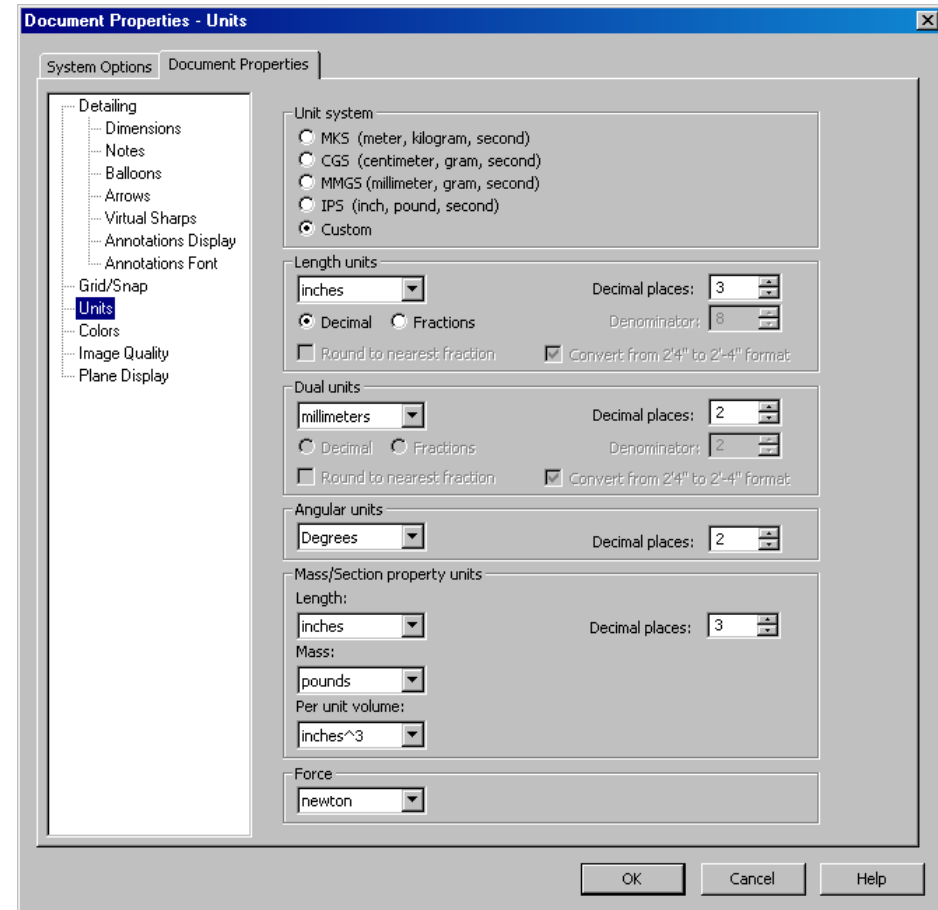 Document Properties - Units
System Options
Document Properties
Detailing
Dimensions
Notes
Balloons
Arrows
Virtual Sharps
Annotations Display
Annotations Font
Grid/Snap
Units
Colors
Image Quality
Plane Display
Unit system
MKS (meter, kilogram, second)
CGS (centimeter, gram, second)
MMGS (millimeter, gram, second)
IPS (inch, pound, second)
Custom
Length units
inches
Decimal places: 3
Decimal
Fractions
Denominator: 8
Round to nearest fraction
Convert from 2'4" to 2'-4" format
Dual units
millimeters
Decimal places: 2
Decimal
Fractions
Denominator: 2
Round to nearest fraction
Convert from 2'4" to 2'-4" format
Angular units
Degrees
Decimal places: 2
Mass/Section property units
Length:
inches
Decimal places: 3
Mass:
pounds
Per unit volume:
inches^3
Force
newton
OK
Cancel
Help